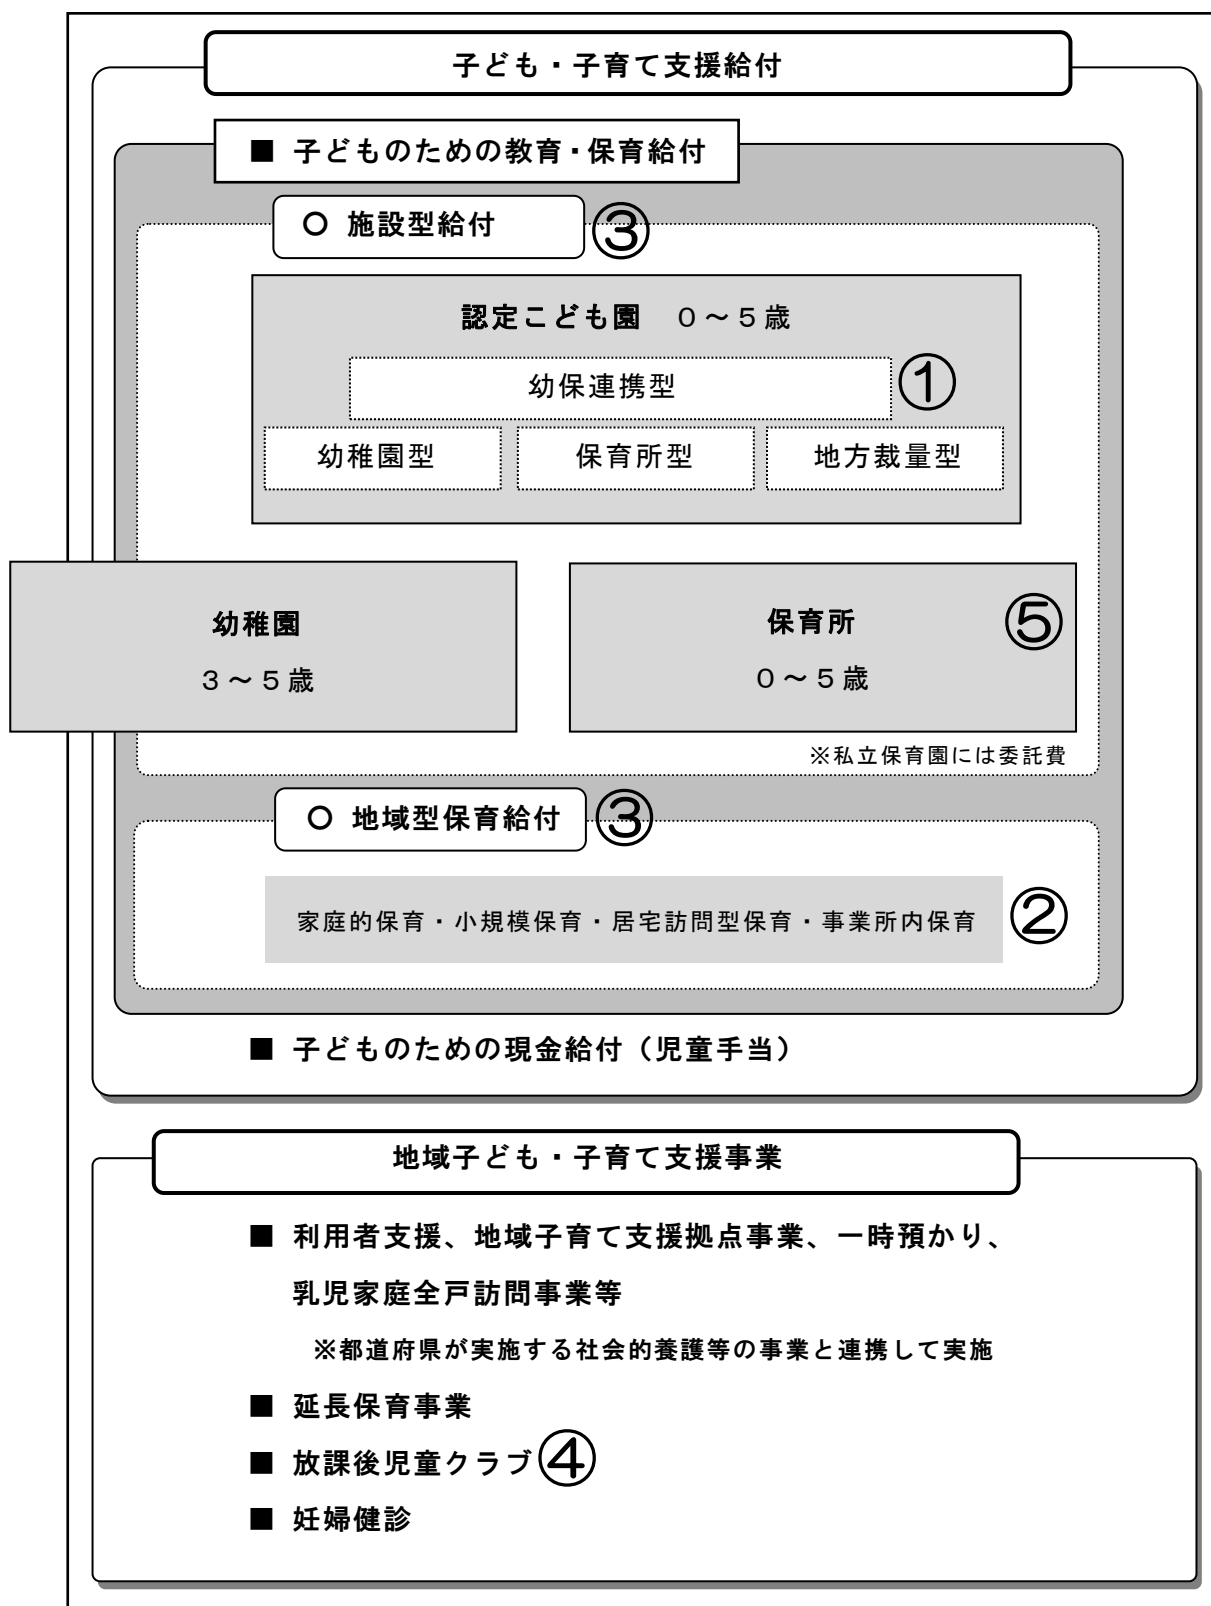 子ども・子育て支援給付
■ 子どものための教育・保育給付
○ 施設型給付 ③
認定こども園 0～5歳
幼保連携型 ①
幼稚園型 保育所型 地方裁量型
幼稚園
3～5歳
保育所 ⑤
0～5歳
※私立保育園には委託費
○ 地域型保育給付 ③
家庭的保育・小規模保育・居宅訪問型保育・事業所内保育 ②
■ 子どものための現金給付（児童手当）
地域子ども・子育て支援事業
■ 利用者支援、地域子育て支援拠点事業、一時預かり、
乳児家庭全戸訪問事業等
※都道府県が実施する社会的養護等の事業と連携して実施
■ 延長保育事業
■ 放課後児童クラブ ④
■ 妊婦健診